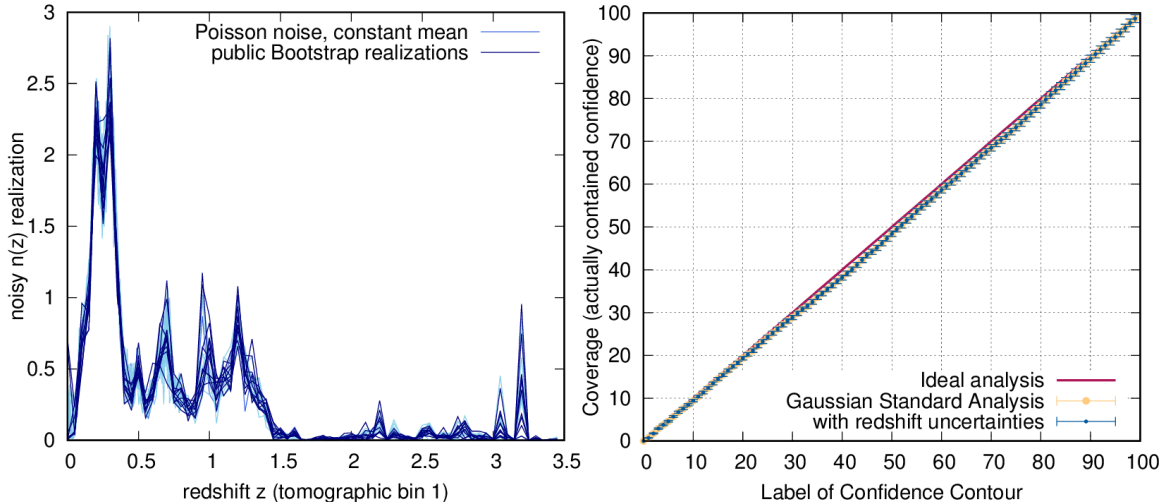 Poisson noise, constant mean
public Bootstrap realizations
noisy n(z) realization
3
2.5
2
1.5
1
0.5
0
0 0.5 1 1.5 2 2.5 3 3.5
redshift z (tomographic bin 1)
Coverage (actually contained confidence)
100
90
80
70
60
50
40
30
20
10
0
Ideal analysis
Gaussian Standard Analysis
with redshift uncertainties
0 10 20 30 40 50 60 70 80 90 100
Label of Confidence Contour